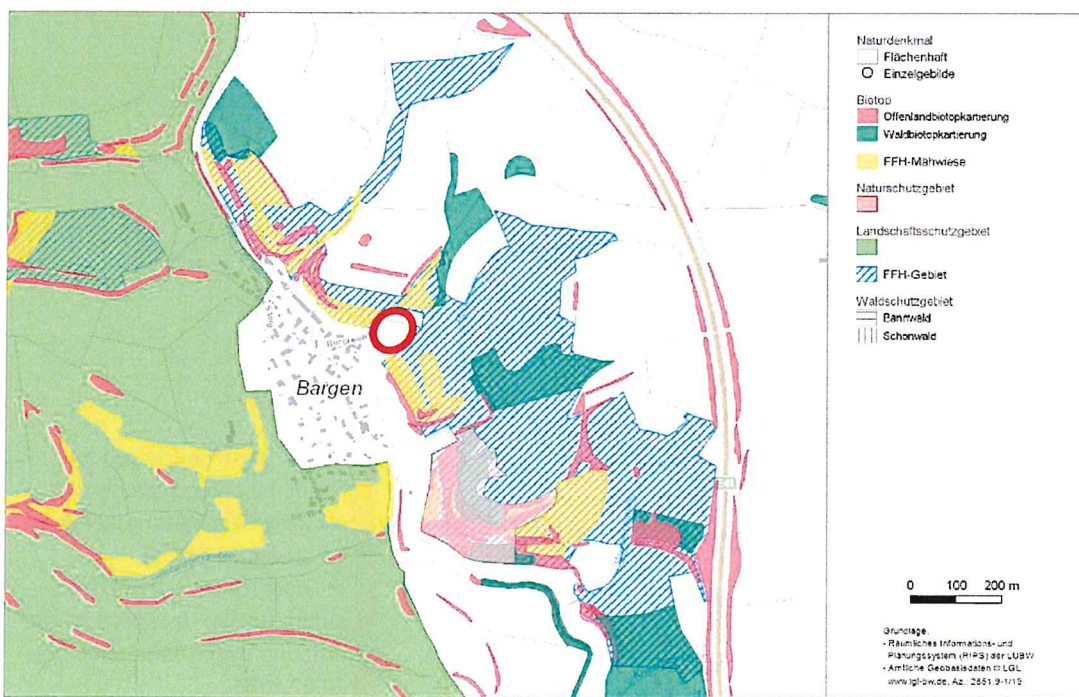 Bargen
Naturdenkmal
Flächenhaft
Einzelgebilde
Biotop
Offenlandbiotopkartierung
Waldbiotopkartierung
FFH-Mähwiese
Naturschutzgebiet
Landschaftsschutzgebiet
FFH-Gebiet
Waldschutzgebiet
Bannwald
Schonwald
0 100 200 m
Grundlage:
- Räumliches Informations- und
Planungssystem (RIPS) der LUBW
- Amtliche Geobasisdaten © LGL
www.lgl-bw.de, Az.: 2851.9-1/19